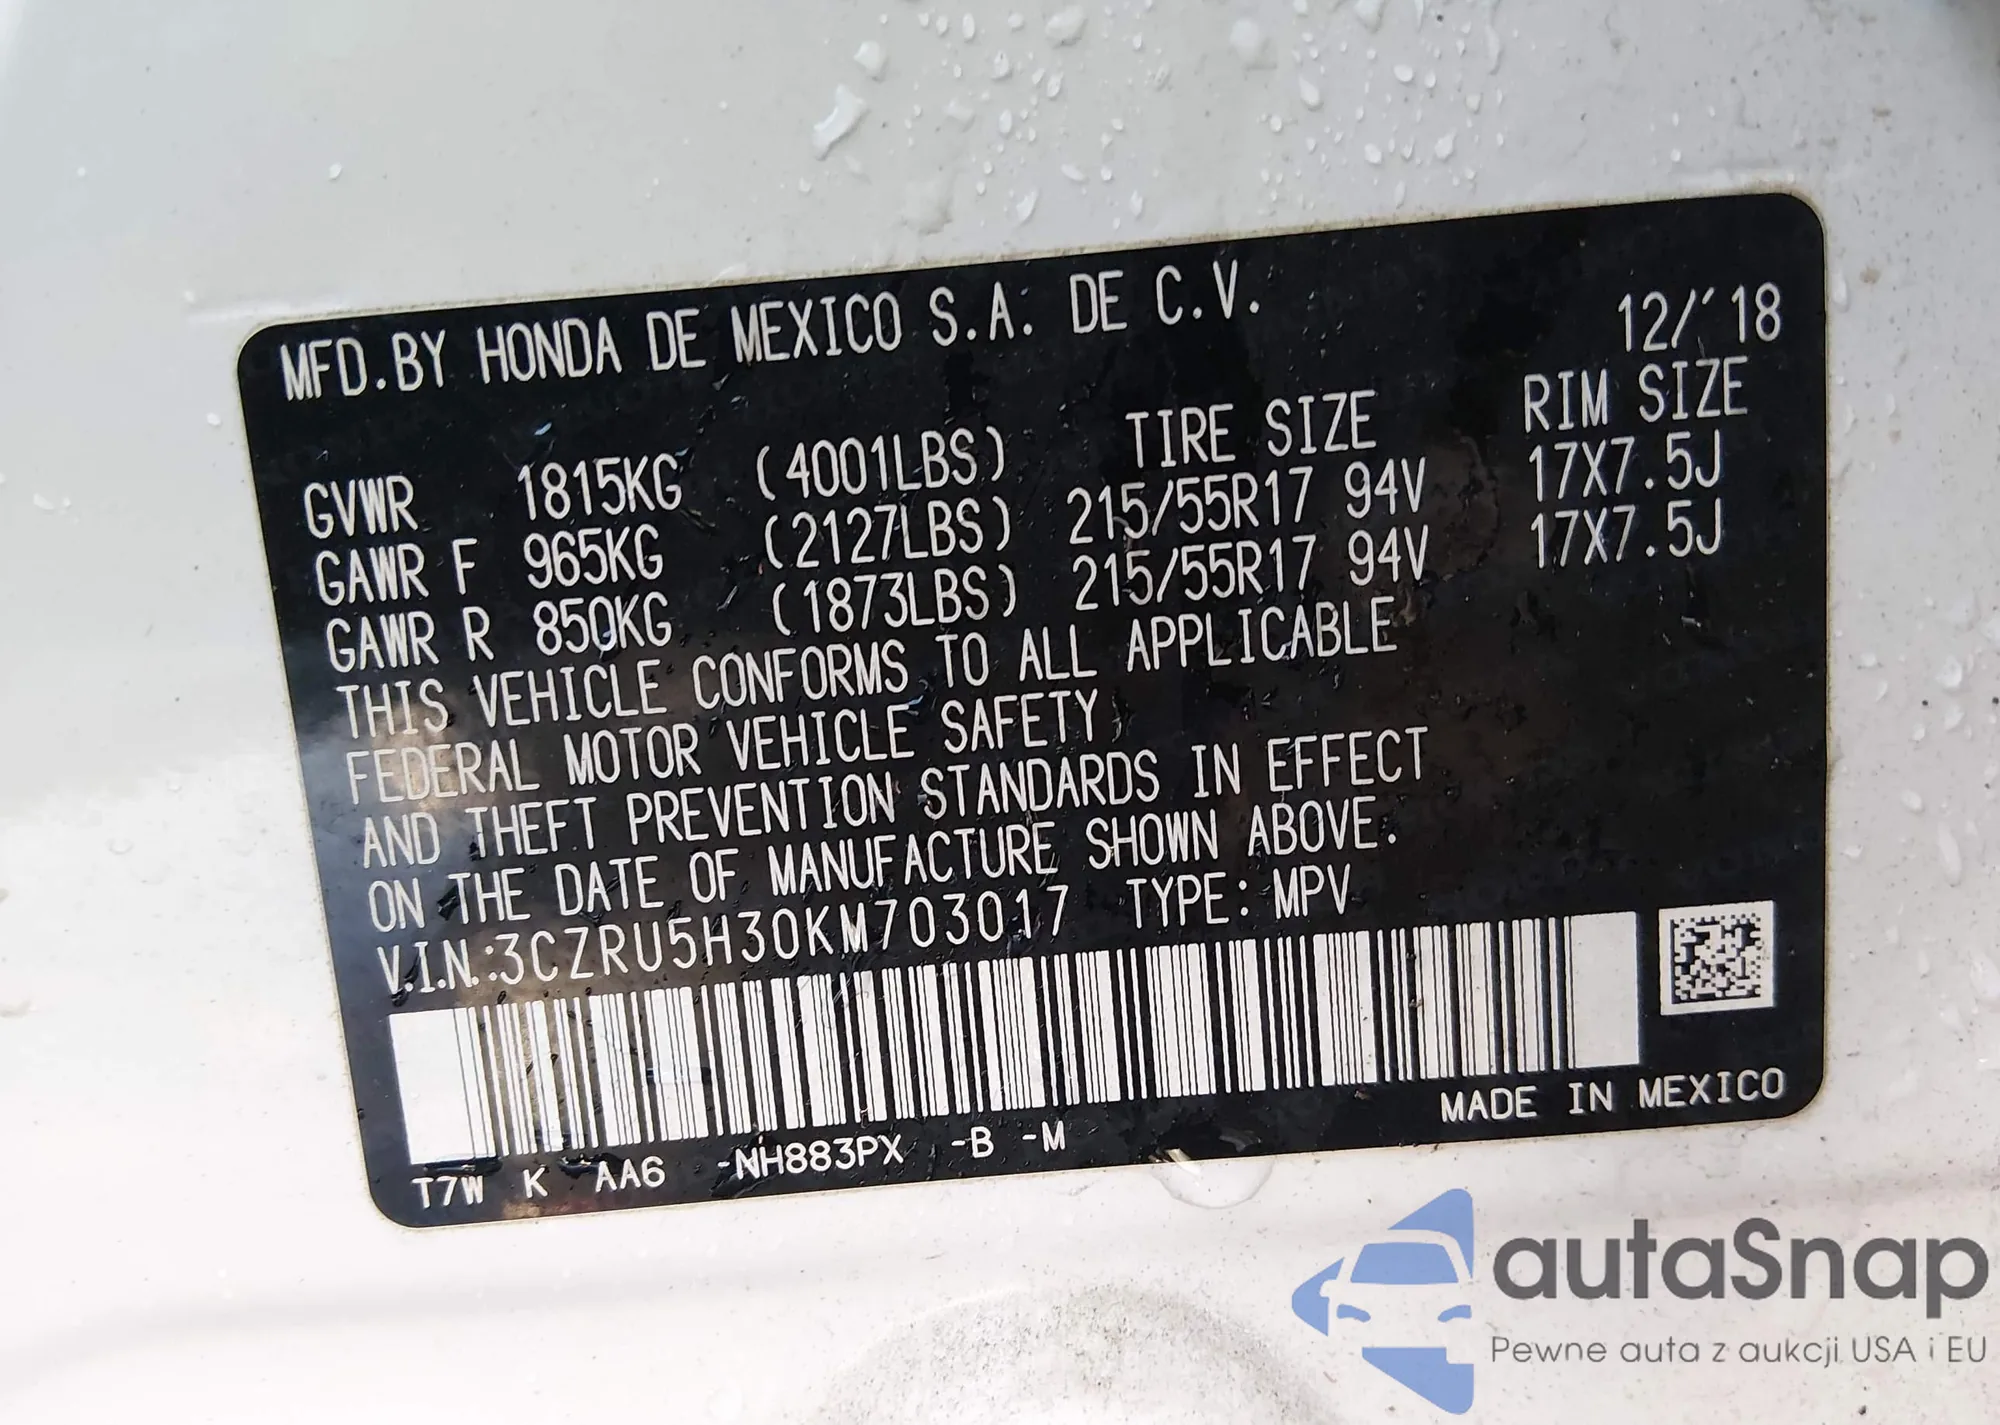 MFD.BY HONDA DE MEXICO S.A. DE C.V. 12/'18
TIRE SIZE RIM SIZE
GVWR 1815KG (4001LBS)
GAWR F 965KG (2127LBS) 215/55R17 94V 17X7.5J
GAWR R 850KG (1873LBS) 215/55R17 94V 17X7.5J
THIS VEHICLE CONFORMS TO ALL APPLICABLE
FEDERAL MOTOR VEHICLE SAFETY
AND THEFT PREVENTION STANDARDS IN EFFECT
ON THE DATE OF MANUFACTURE SHOWN ABOVE.
V.I.N.:3CZRU5H30KM703017 TYPE:MPV
MADE IN MEXICO
T7W K AA6 -NH883PX -B -M
autaSnap
Pewne auta z aukcji USA i EU